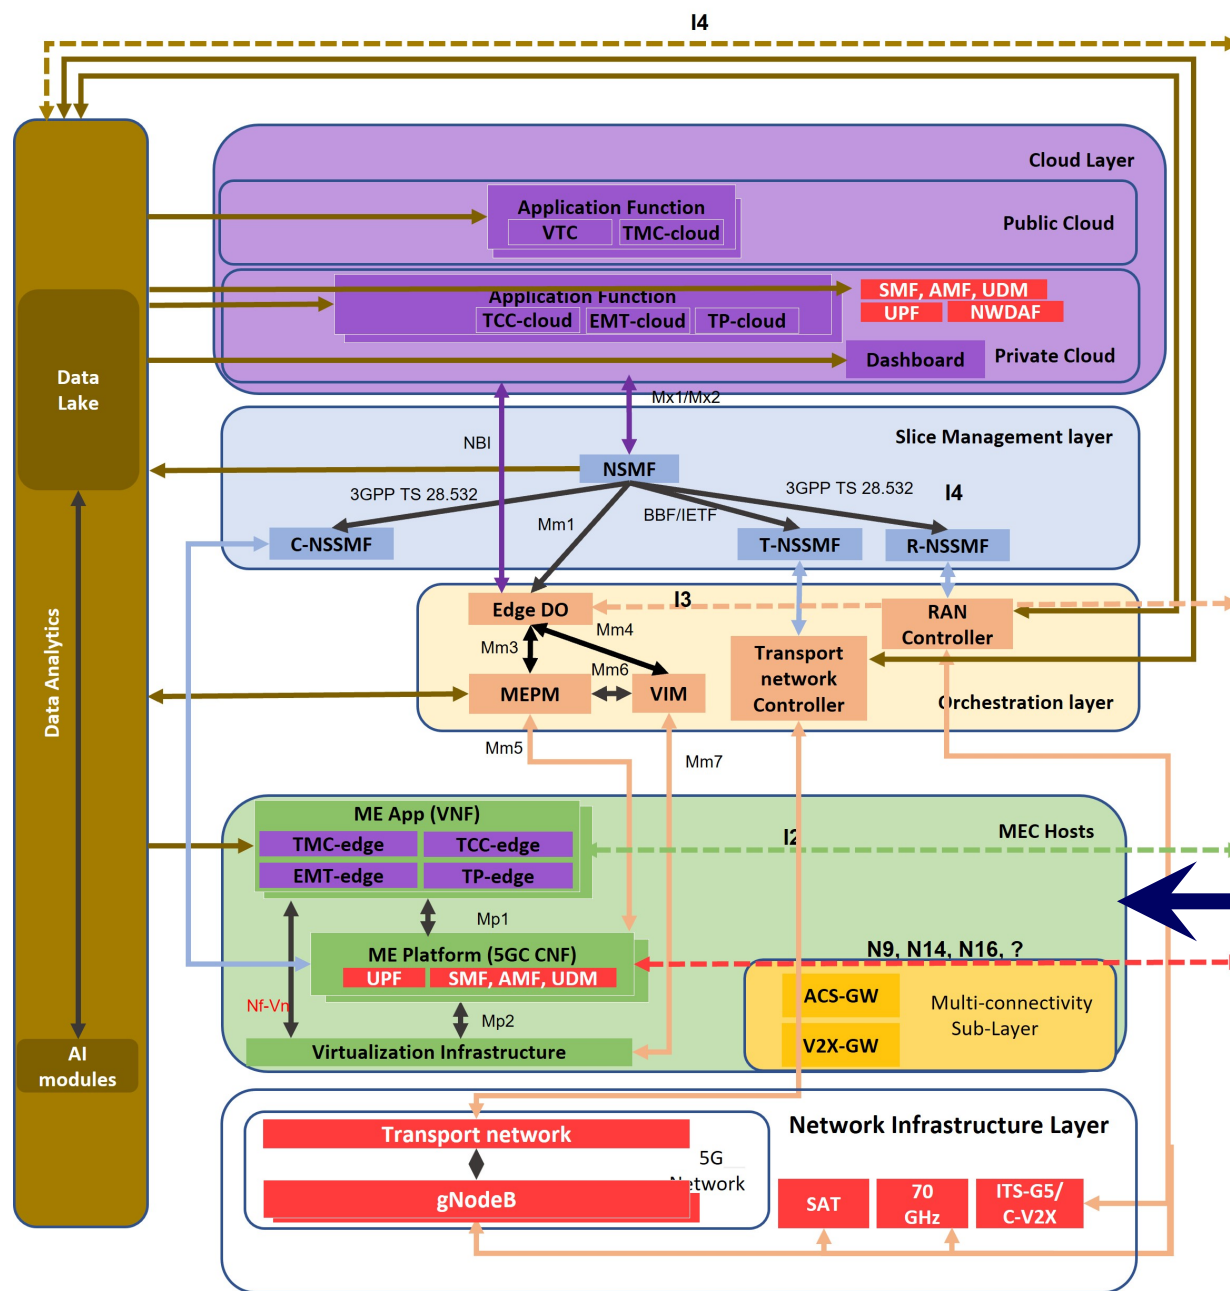 I4
Cloud Layer
Application Function
VTC
TMC-cloud
Public Cloud
Application Function
TCC-cloud
EMT-cloud
TP-cloud
SMF, AMF, UDM
UPF
NWDAF
Dashboard
Private Cloud
Data
Lake
Mx1/Mx2
NBI
Slice Management layer
NSMF
3GPP TS 28.532
3GPP TS 28.532
I4
Mm1
BBF/IETF
C-NSSMF
T-NSSMF
R-NSSMF
Edge DO
I3
RAN
Controller
Mm4
Mm3
Mm6
Transport
network
Controller
MEPM
VIM
Orchestration layer
Data Analytics
Mm5
Mm7
ME App (VNF)
TMC-edge
TCC-edge
EMT-edge
TP-edge
I2
MEC Hosts
Mp1
ME Platform (5GC CNF)
UPF
SMF, AMF, UDM
N9, N14, N16, ?
Nf-Vn
Mp2
ACS-GW
V2X-GW
Multi-connectivity
Sub-Layer
Virtualization Infrastructure
AI
modules
Network Infrastructure Layer
Transport network
5G
Network
gNodeB
SAT
70
GHz
ITS-G5/
C-V2X